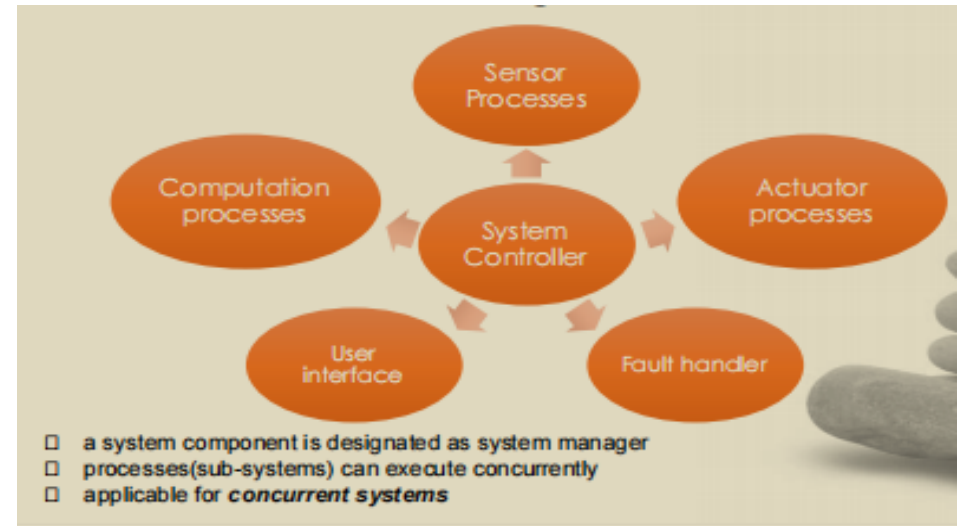 Sensor
Processes
Computation
processes
Actuator
processes
System
Controller
User
interface
Fault handler
a system component is designated as system manager
processes(sub-systems) can execute concurrently
applicable for concurrent systems